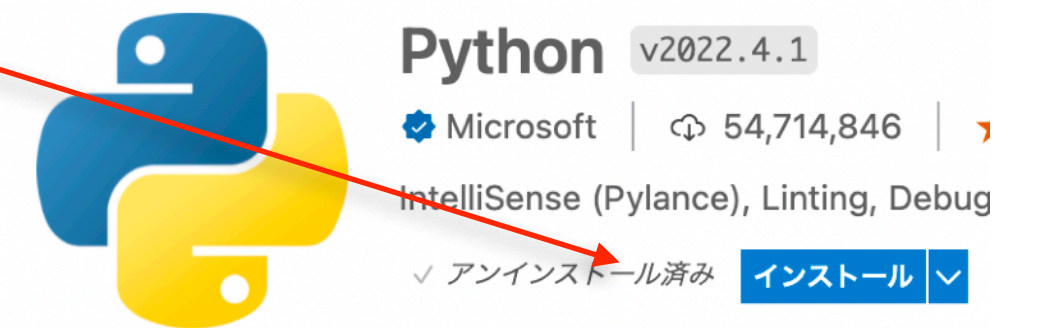 Python v2022.4.1
Microsoft 54,714,846
IntelliSense (Pylance), Linting, Debug
アンインストール済み インストール